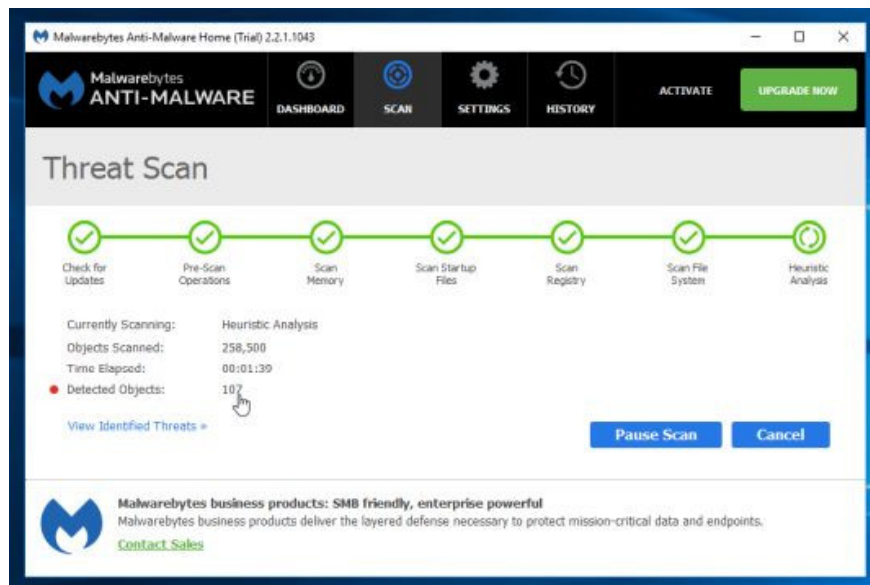 Malwarebytes Anti-Malware Home (Trial) 2.2.1.1043
Malwarebytes
ANTI-MALWARE
DASHBOARD
SCAN
SETTINGS
HISTORY
ACTIVATE
UPGRADE NOW
Threat Scan
Check for
Updates
Pre-Scan
Operations
Scan
Memory
Scan Startup
Files
Scan
Registry
Scan File
System
Heuristic
Analysis
Currently Scanning: Heuristic Analysis
Objects Scanned: 258,500
Time Elapsed: 00:01:39
Detected Objects: 107
View Identified Threats »
Pause Scan
Cancel
Malwarebytes business products: SMB friendly, enterprise powerful
Malwarebytes business products deliver the layered defense necessary to protect mission-critical data and endpoints.
Contact Sales